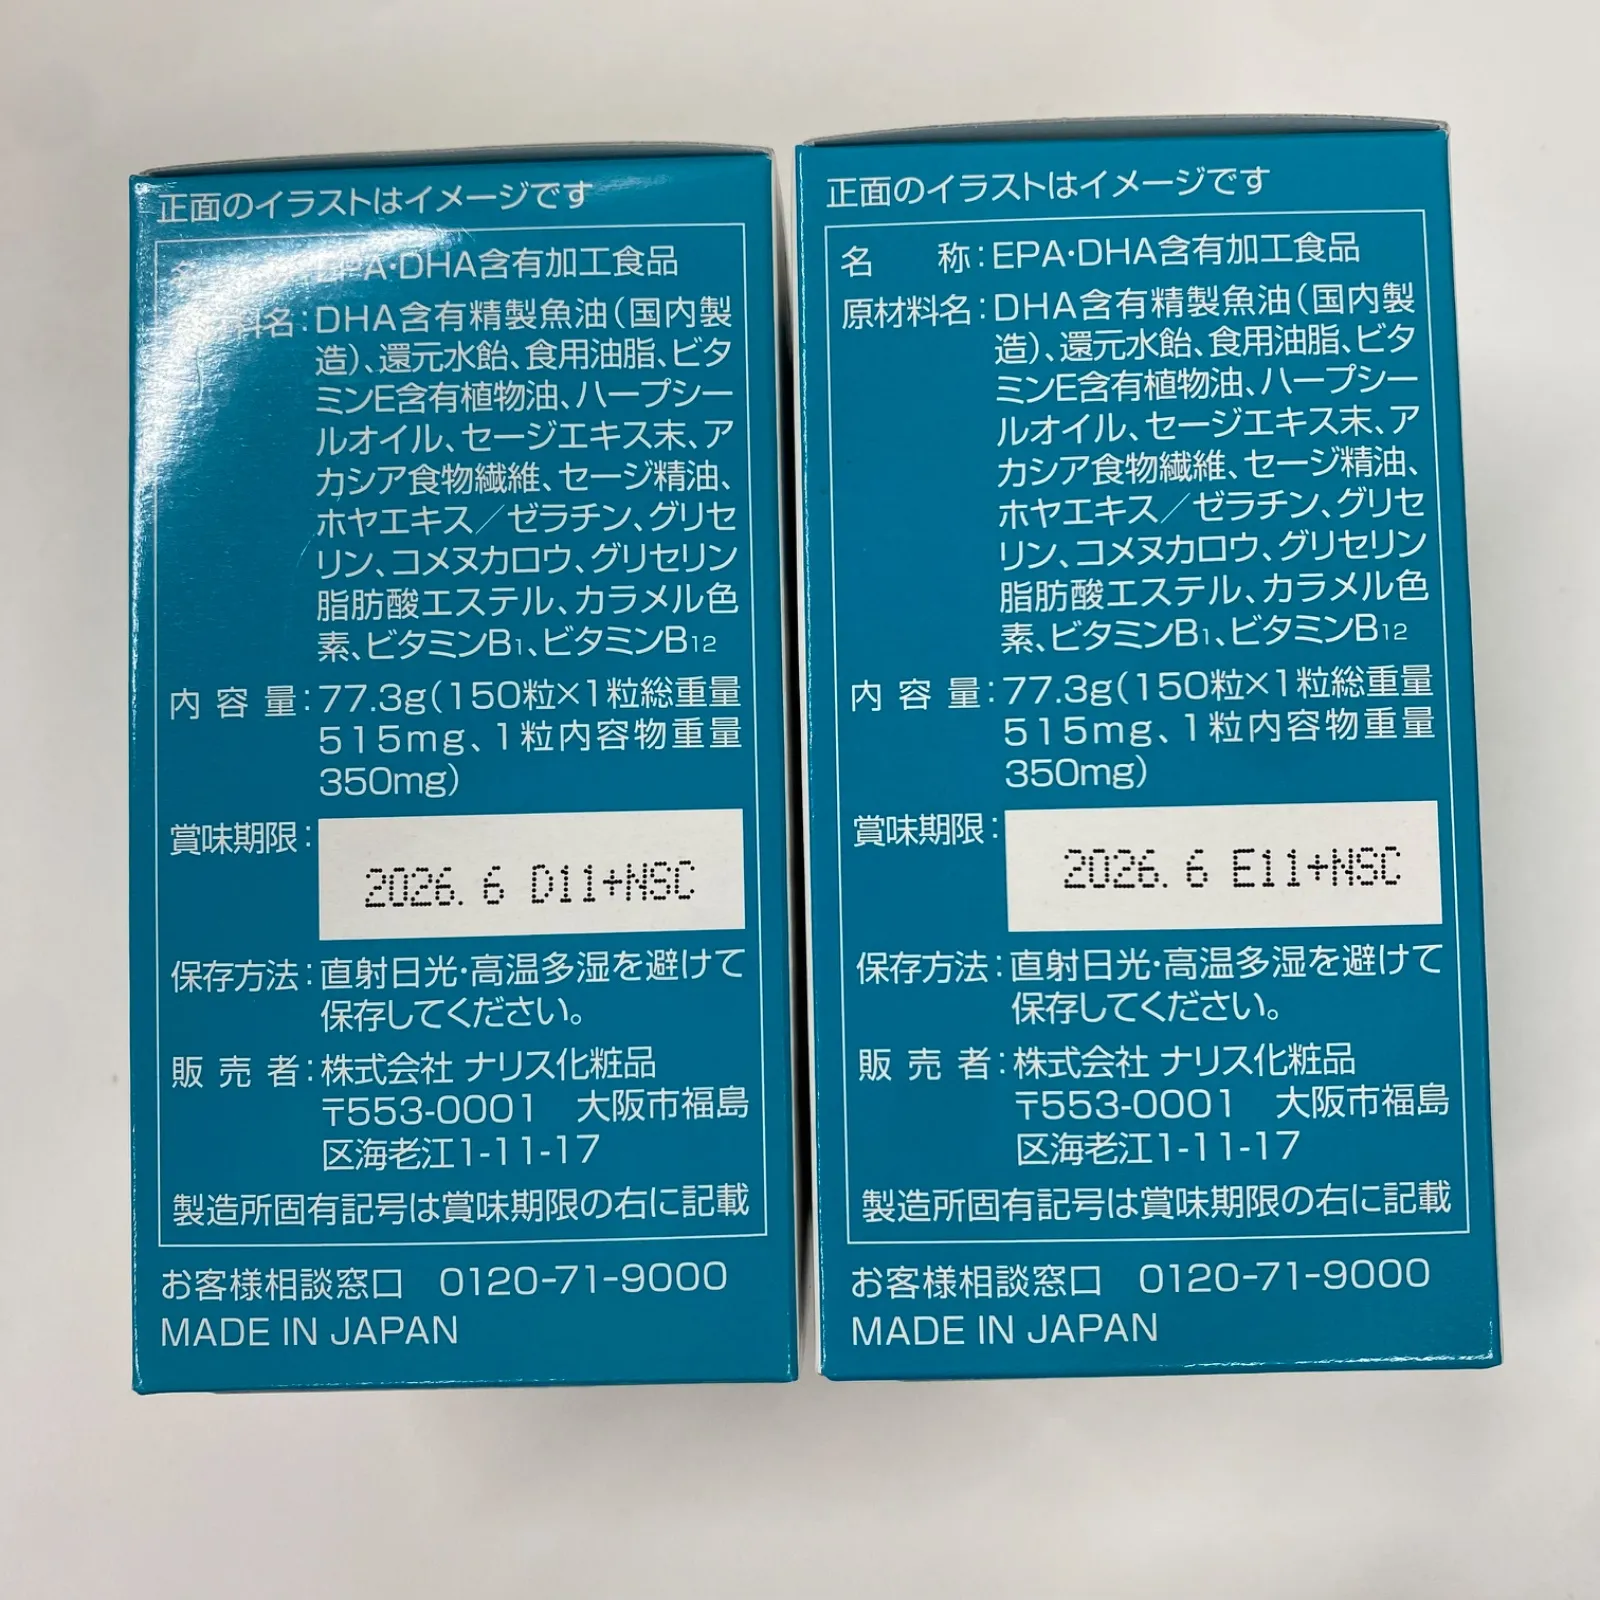 正面のイラストはイメージです
EPA・DHA含有加工食品
料名:DHA含有精製魚油(国内製
造)、還元水飴、食用油脂、ビタ
ミンE含有植物油、ハープシー
ルオイル、セージエキス末、ア
カシア食物繊維、セージ精油、
ホヤエキス/ゼラチン、グリセ
リン、コメヌカロウ、グリセリン
脂肪酸エステル、カラメル色
素、ビタミンB1、ビタミンB12
内容量:77.3g(150粒×1粒総重量
515mg、1粒内容物重量
350mg)
賞味期限:
2026. 6 D11+NSC
保存方法:直射日光・高温多湿を避けて
保存してください。
販売者:株式会社 ナリス化粧品
〒553-0001 大阪市福島
区海老江1-11-17
製造所固有記号は賞味期限の右に記載
お客様相談窓口 0120-71-9000
MADE IN JAPAN
正面のイラストはイメージです
名称:EPA・DHA含有加工食品
原材料名:DHA含有精製魚油(国内製
造)、還元水飴、食用油脂、ビタ
ミンE含有植物油、ハープシー
ルオイル、セージエキス末、ア
カシア食物繊維、セージ精油、
ホヤエキス/ゼラチン、グリセ
リン、コメヌカロウ、グリセリン
脂肪酸エステル、カラメル色
素、ビタミンB1、ビタミンB12
内容量:77.3g(150粒×1粒総重量
515mg、1粒内容物重量
350mg)
賞味期限:
2026. 6 E11+NSC
保存方法:直射日光・高温多湿を避けて
保存してください。
販売者:株式会社 ナリス化粧品
〒553-0001 大阪市福島
区海老江1-11-17
製造所固有記号は賞味期限の右に記載
お客様相談窓口 0120-71-9000
MADE IN JAPAN